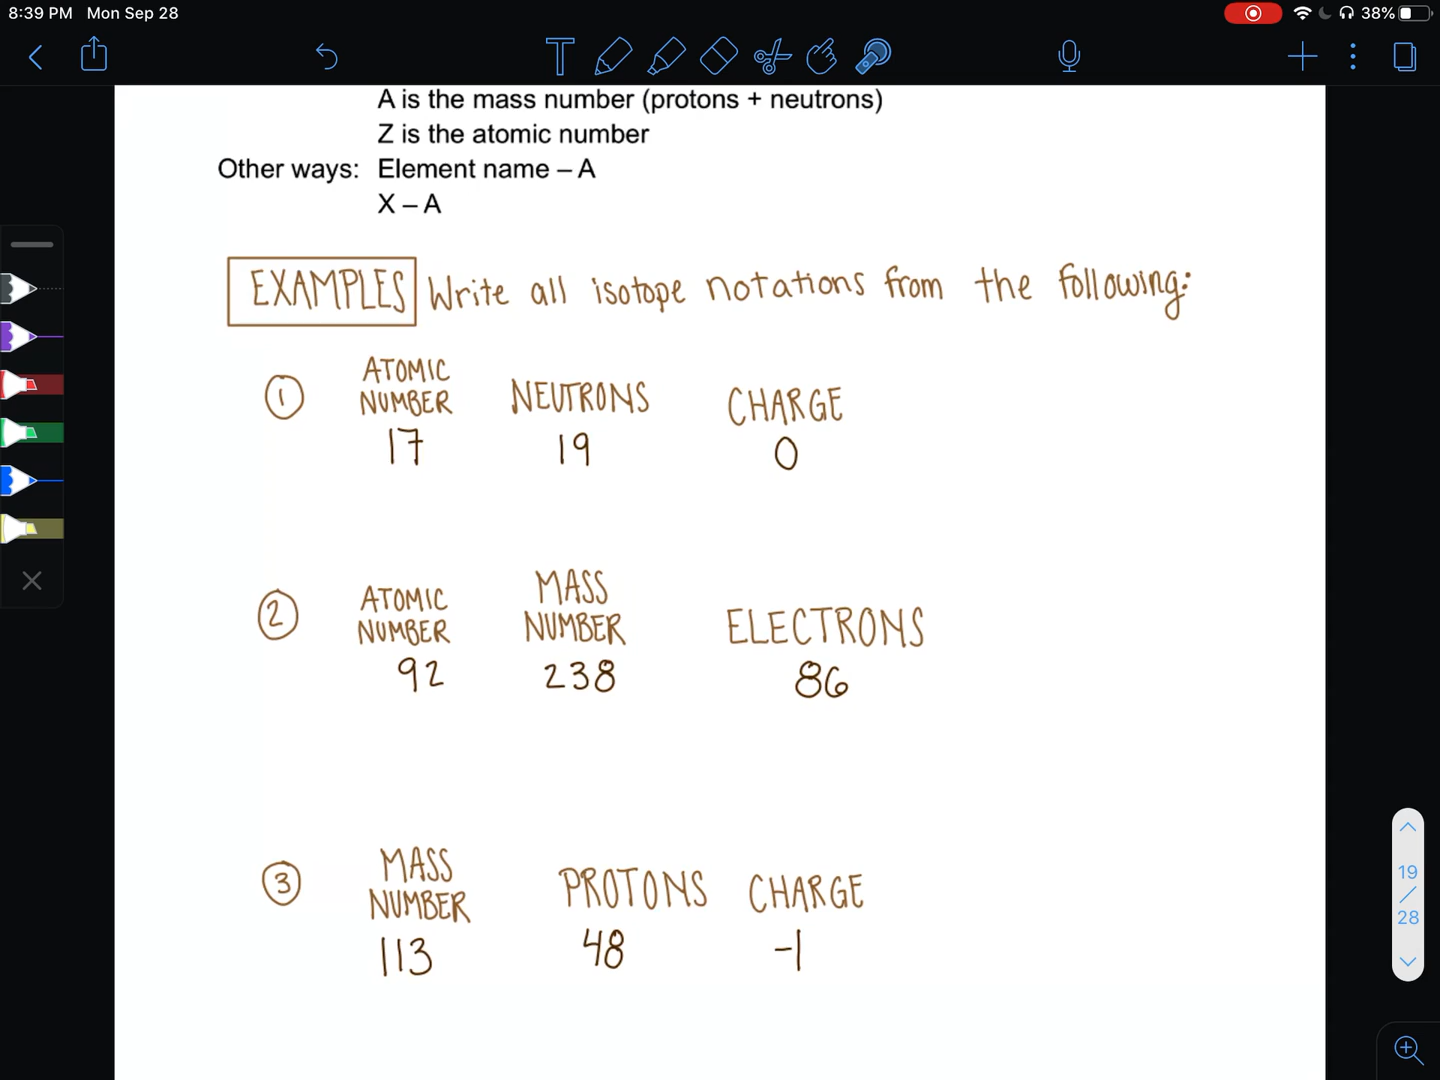 8:39 PM Mon Sep 28
38%
A is the mass number (protons + neutrons)
Z is the atomic number
Other ways: Element name – A
X – A
EXAMPLES Write all isotope notations from the following:
① ATOMIC NUMBER NEUTRONS CHARGE
17 19 0
② ATOMIC NUMBER MASS NUMBER ELECTRONS
92 238 86
③ MASS NUMBER PROTONS CHARGE
113 48 -1
19
/
28